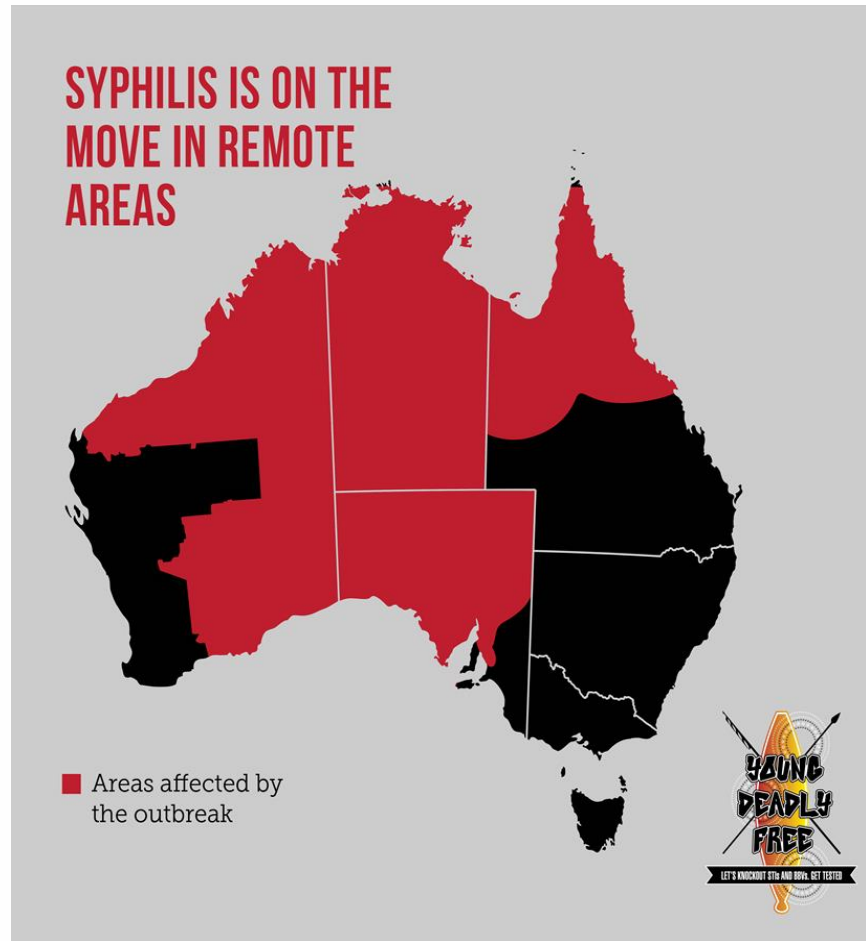 SYPHILIS IS ON THE
MOVE IN REMOTE
AREAS
Areas affected by
the outbreak
YOUNG
DEADLY
FREE
LET'S KNOCKOUT STIs AND BBVs. GET TESTED